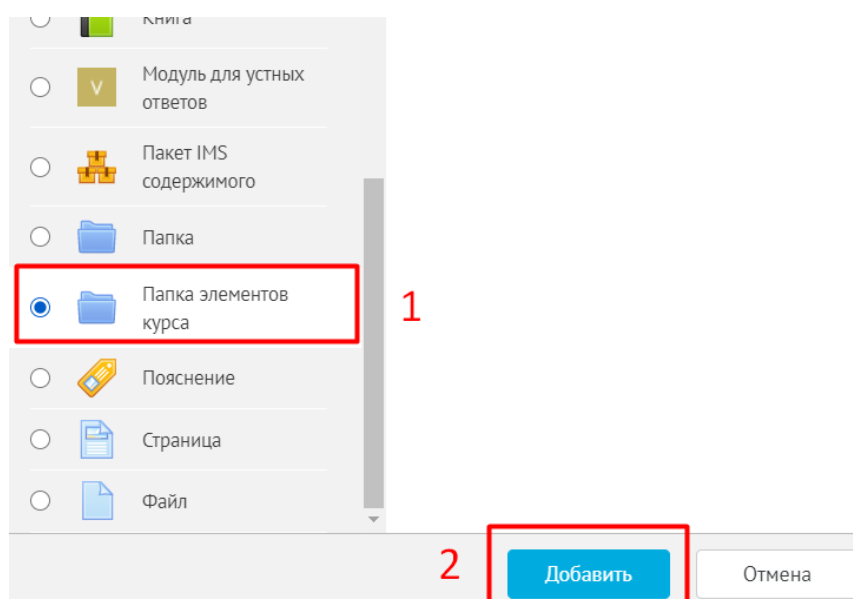 Книга
V
Модуль для устных
ответов
Пакет IMS
содержимого
Папка
Папка элементов
курса
1
Пояснение
Страница
Файл
2
Добавить
Отмена